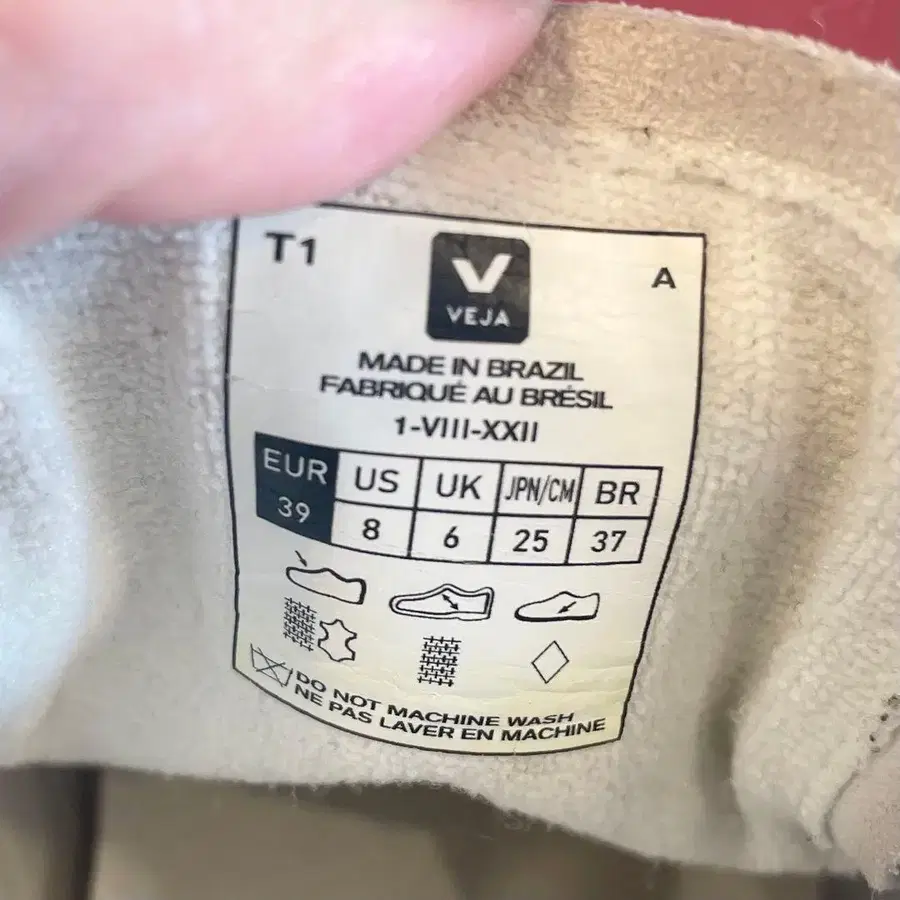 T1
VEJA
A
MADE IN BRAZIL
FABRIQUÉ AU BRÉSIL
1-VIII-XXII
EUR US UK JPN/CM BR
39 8 6 25 37
DO NOT MACHINE WASH
NE PAS LAVER EN MACHINE